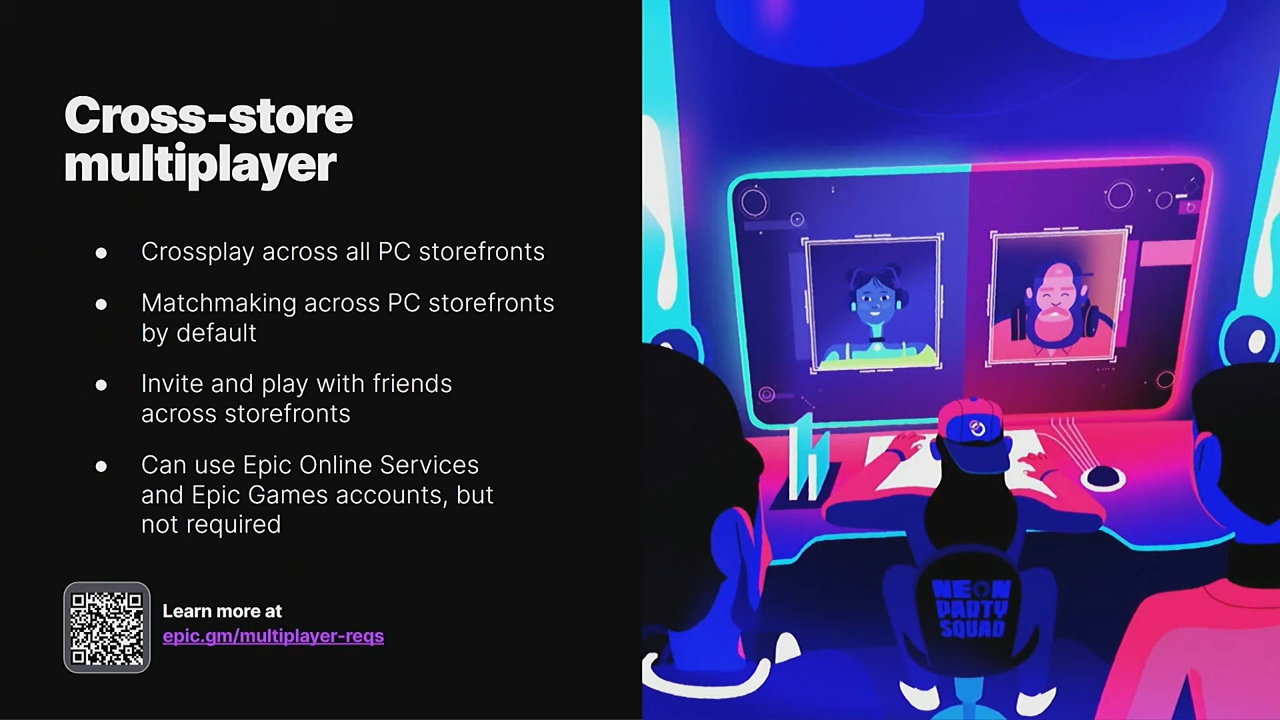 Cross-store
multiplayer
● Crossplay across all PC storefronts
● Matchmaking across PC storefronts
by default
● Invite and play with friends
across storefronts
● Can use Epic Online Services
and Epic Games accounts, but
not required
Learn more at
epic.gm/multiplayer-reqs
NEON
PARTY
SQUAD